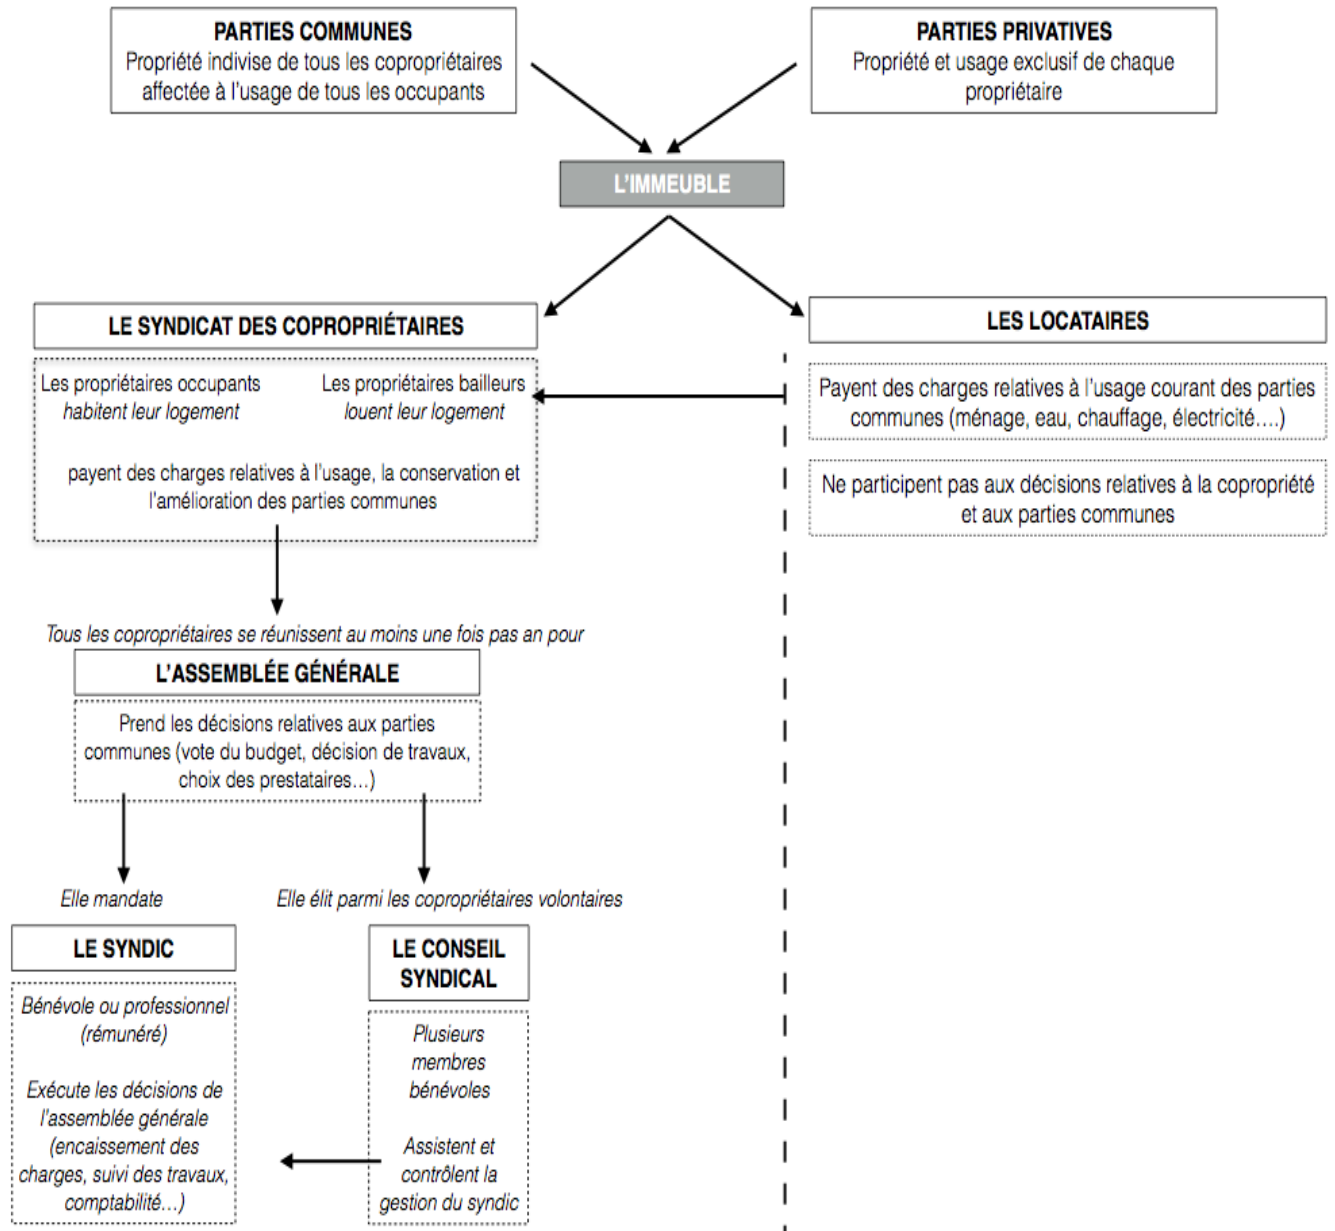 PARTIES COMMUNES
Propriété indivise de tous les copropriétaires
affectée à l'usage de tous les occupants
PARTIES PRIVATIVES
Propriété et usage exclusif de chaque
propriétaire
L'IMMEUBLE
LE SYNDICAT DES COPROPRIÉTAIRES
Les propriétaires occupants
habitent leur logement
Les propriétaires bailleurs
louent leur logement
payent des charges relatives à l'usage, la conservation et
l'amélioration des parties communes
LES LOCATAIRES
Payent des charges relatives à l'usage courant des parties
communes (ménage, eau, chauffage, électricité....)
Ne participent pas aux décisions relatives à la copropriété
et aux parties communes
Tous les copropriétaires se réunissent au moins une fois pas an pour
L'ASSEMBLÉE GÉNÉRALE
Prend les décisions relatives aux parties
communes (vote du budget, décision de travaux,
choix des prestataires...)
Elle mandate
LE SYNDIC
Bénévole ou professionnel
(rémunéré)
Exécute les décisions de
l'assemblée générale
(encaissement des
charges, suivi des travaux,
comptabilité...)
Elle élit parmi les copropriétaires volontaires
LE CONSEIL
SYNDICAL
Plusieurs
membres
bénévoles
Assistent et
contrôlent la
gestion du syndic